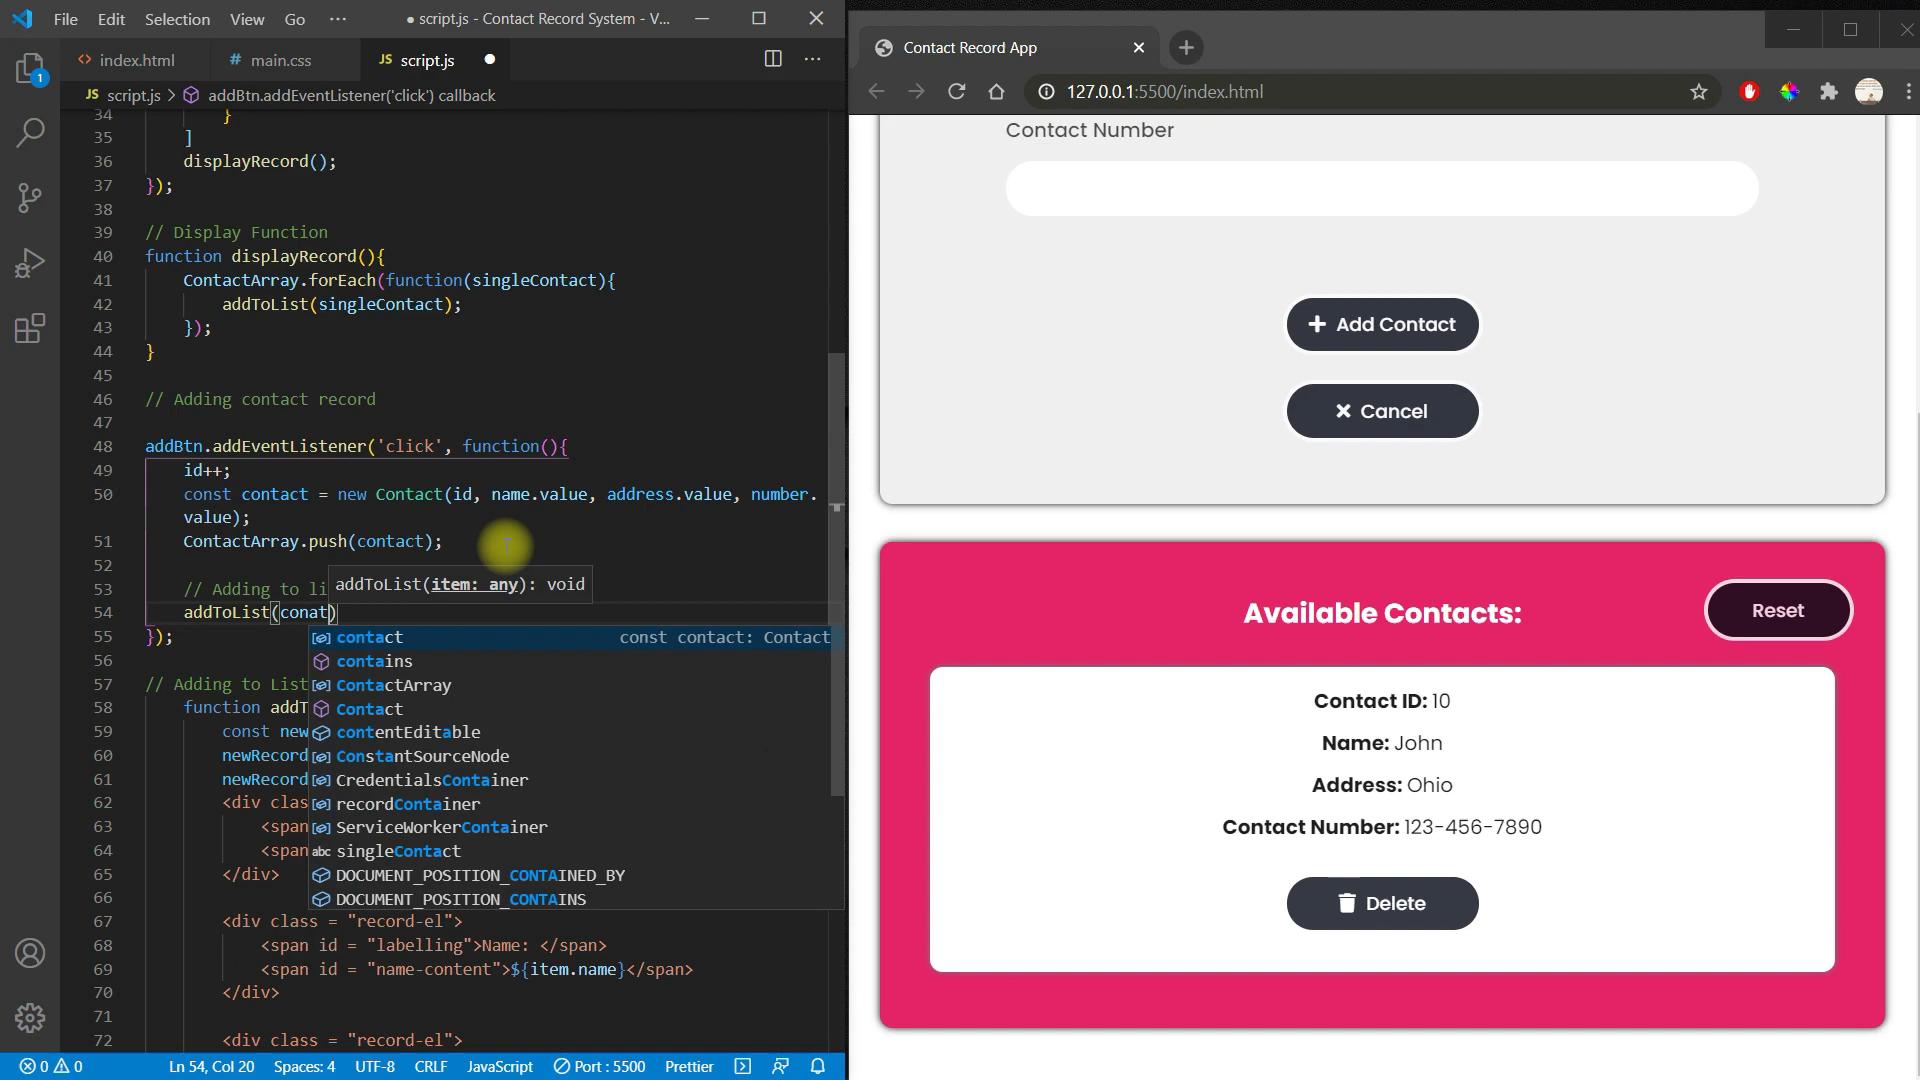 File Edit Selection View Go ··· ● script.js - Contact Record System - V...
index.html # main.css JS script.js
JS script.js > addBtn.addEventListener('click') callback
34 }
35 ]
36 displayRecord();
37 });
38
39 // Display Function
40 function displayRecord(){
41 ContactArray.forEach(function(singleContact){
42 addToList(singleContact);
43 });
44 }
45
46 // Adding contact record
47
48 addBtn.addEventListener('click', function(){
49 id++;
50 const contact = new Contact(id, name.value, address.value, number.
value);
51 ContactArray.push(contact);
52
53 // Adding to li
addToList(item: any): void
54 addToList(conat)
55 });
contact const contact: Contact
56
contains
57 // Adding to List
ContactArray
58 function addT
Contact
59 const new
contentEditable
60 newRecord
ConstantSourceNode
61 newRecord
CredentialsContainer
62 <div clas
recordContainer
63 <span
ServiceWorkerContainer
64 <span
abc singleContact
65 </div>
DOCUMENT_POSITION_CONTAINED_BY
66
DOCUMENT_POSITION_CONTAINS
67 <div class = "record-el">
68 <span id = "labelling">Name: </span>
69 <span id = "name-content">${item.name}</span>
70 </div>
71
72 <div class = "record-el">
1
0 0 Ln 54, Col 20 Spaces: 4 UTF-8 CRLF JavaScript Port : 5500 Prettier
Contact Record App
127.0.0.1:5500/index.html
Contact Number
Add Contact
Cancel
Available Contacts:
Reset
Contact ID: 10
Name: John
Address: Ohio
Contact Number: 123-456-7890
Delete